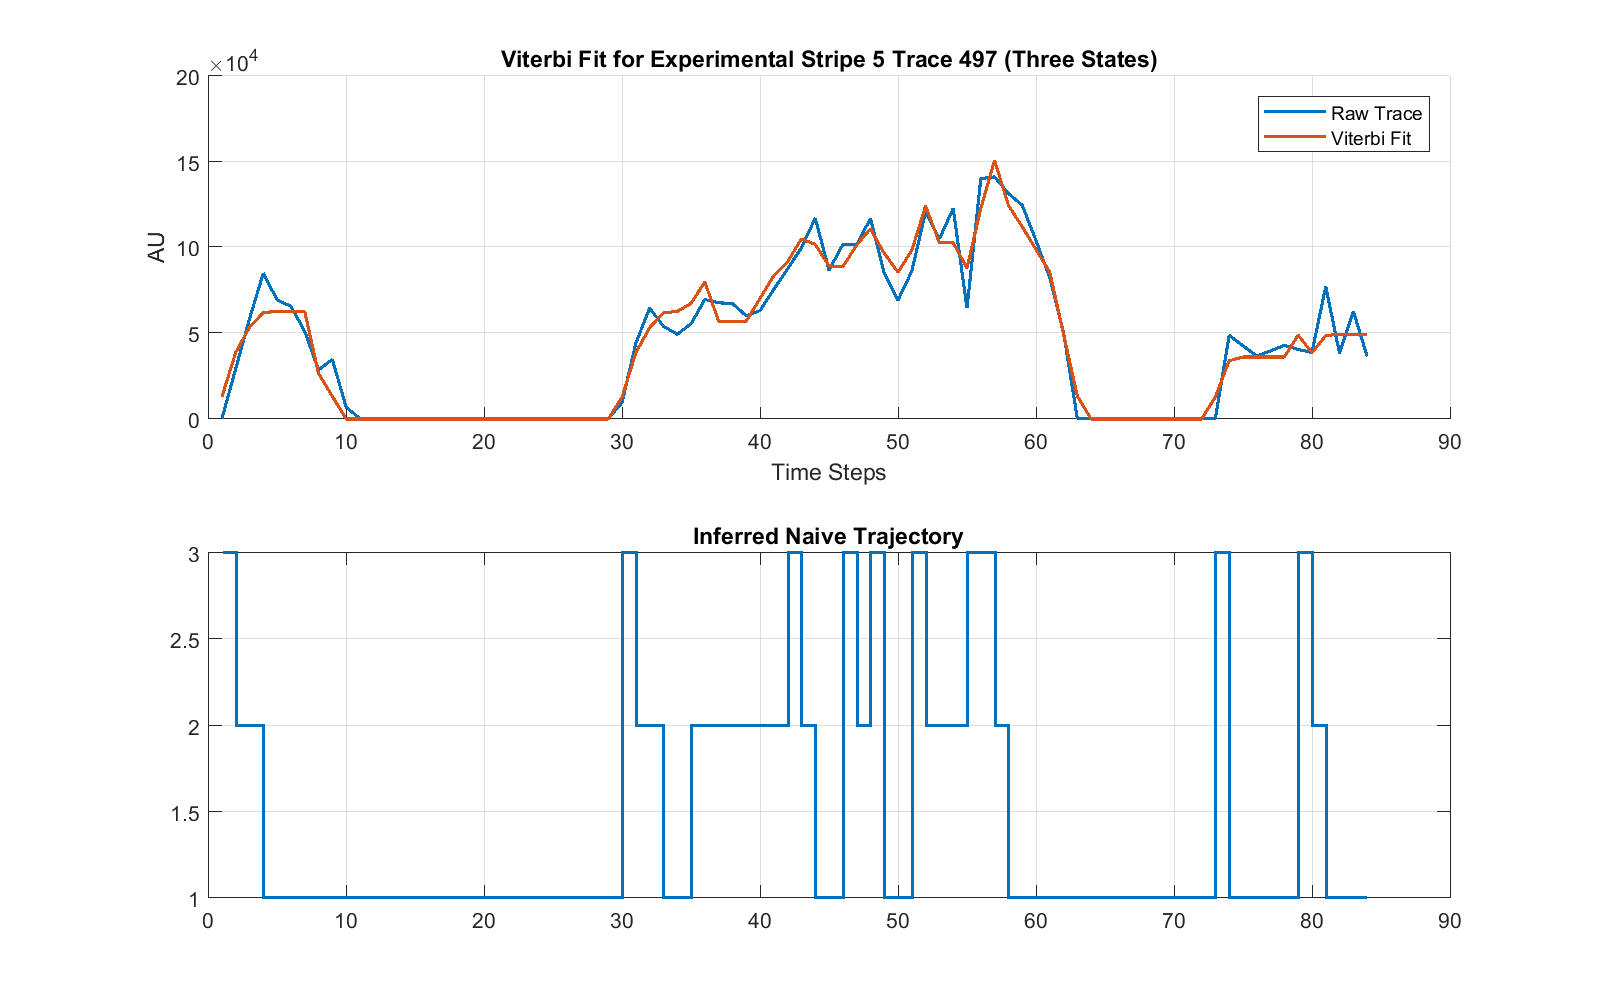 Viterbi Fit for Experimental Stripe 5 Trace 497 (Three States)
×10⁴
20
15
10
5
0
AU
Raw Trace
Viterbi Fit
0 10 20 30 40 50 60 70 80 90
Time Steps
Inferred Naive Trajectory
3
2.5
2
1.5
1
0 10 20 30 40 50 60 70 80 90